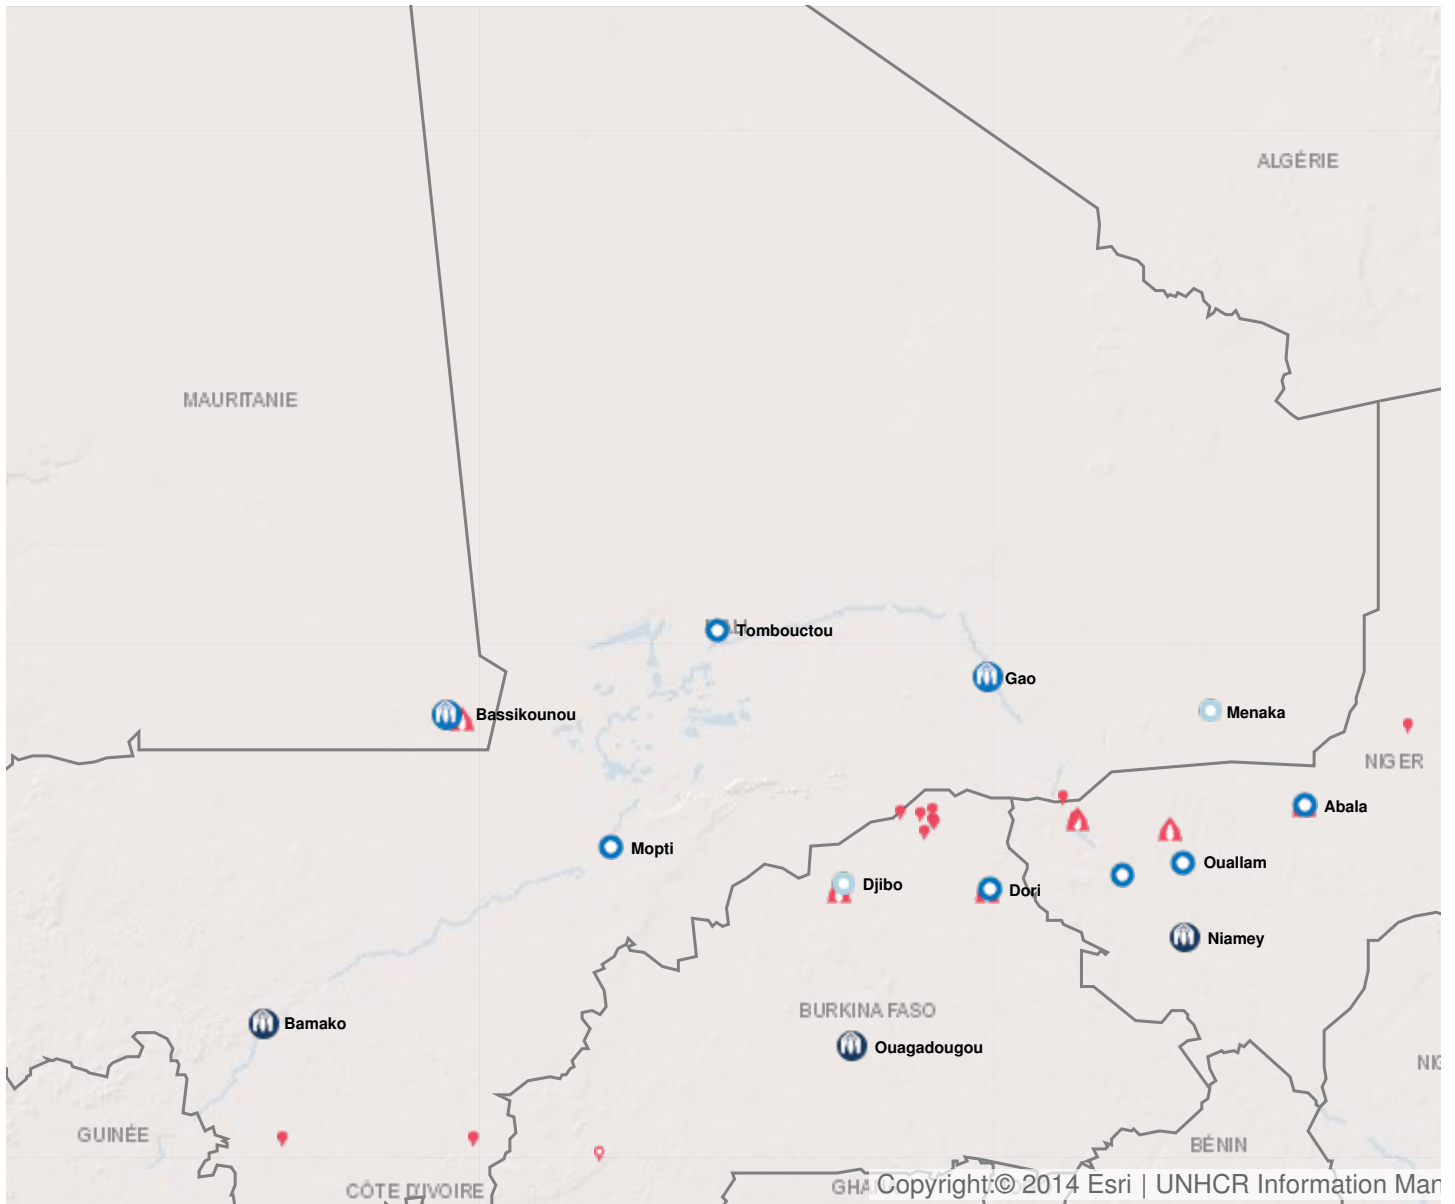 ALGÉRIE
MAURITANIE
Tombouctou
Gao
Bassikounou
Menaka
NIGER
Abala
Mopti
Ouallam
Djibo
Dori
Niamey
BURKINA FASO
Bamako
Ouagadougou
GUINÉE
BÉNIN
CÔTE D'IVOIRE
Copyright:© 2014 Esri | UNHCR Information